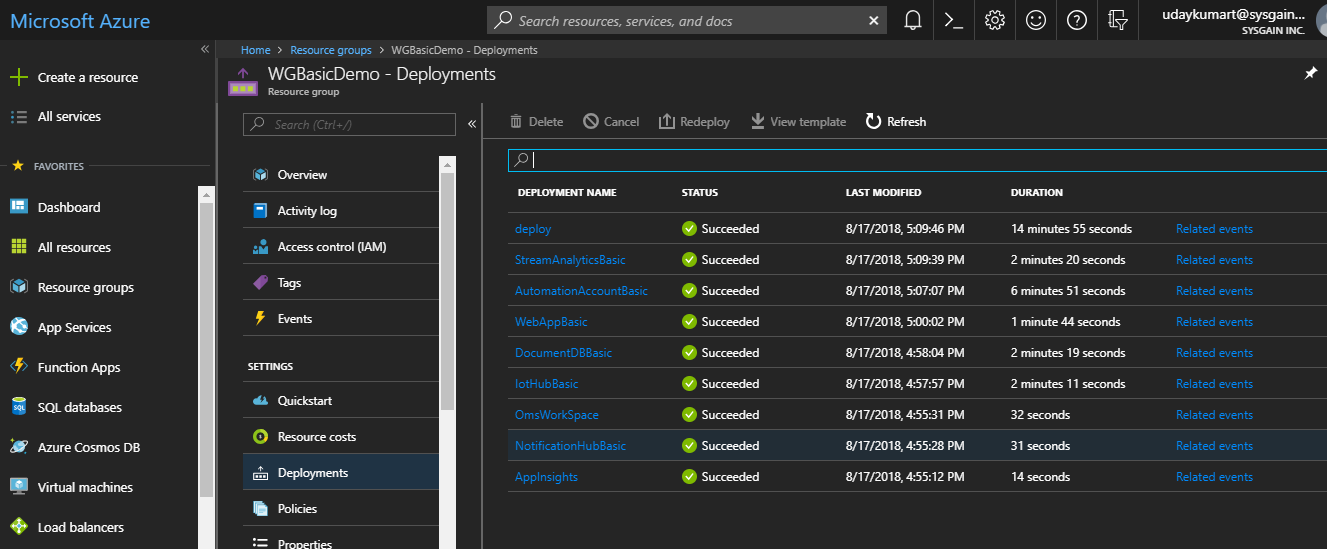 Microsoft Azure
Search resources, services, and docs
udaykumart@sysgain...
SYSGAIN INC.
Create a resource
All services
FAVORITES
Dashboard
All resources
Resource groups
App Services
Function Apps
SQL databases
Azure Cosmos DB
Virtual machines
Load balancers
Home > Resource groups > WGBasicDemo - Deployments
WGBasicDemo - Deployments
Resource group
Search (Ctrl+/)
Overview
Activity log
Access control (IAM)
Tags
Events
SETTINGS
Quickstart
Resource costs
Deployments
Policies
Properties
Delete Cancel Redeploy View template Refresh
DEPLOYMENT NAME STATUS LAST MODIFIED DURATION
deploy Succeeded 8/17/2018, 5:09:46 PM 14 minutes 55 seconds Related events
StreamAnalyticsBasic Succeeded 8/17/2018, 5:09:39 PM 2 minutes 20 seconds Related events
AutomationAccountBasic Succeeded 8/17/2018, 5:07:07 PM 6 minutes 51 seconds Related events
WebAppBasic Succeeded 8/17/2018, 5:00:02 PM 1 minute 44 seconds Related events
DocumentDBBasic Succeeded 8/17/2018, 4:58:04 PM 2 minutes 19 seconds Related events
IotHubBasic Succeeded 8/17/2018, 4:57:57 PM 2 minutes 11 seconds Related events
OmsWorkSpace Succeeded 8/17/2018, 4:55:31 PM 32 seconds Related events
NotificationHubBasic Succeeded 8/17/2018, 4:55:28 PM 31 seconds Related events
AppInsights Succeeded 8/17/2018, 4:55:12 PM 14 seconds Related events